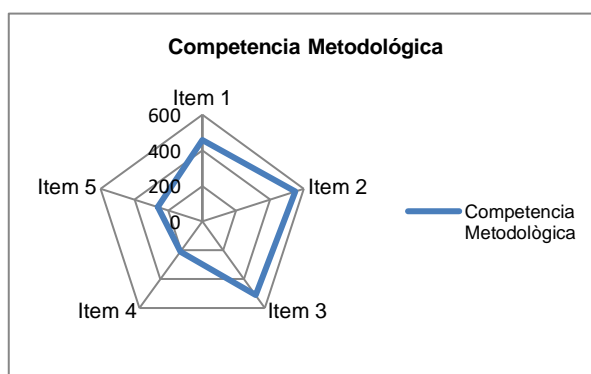 Competencia Metodológica
Item 1
600
400
200
0
Item 5
Item 2
Item 4
Item 3
Competencia
Metodològica